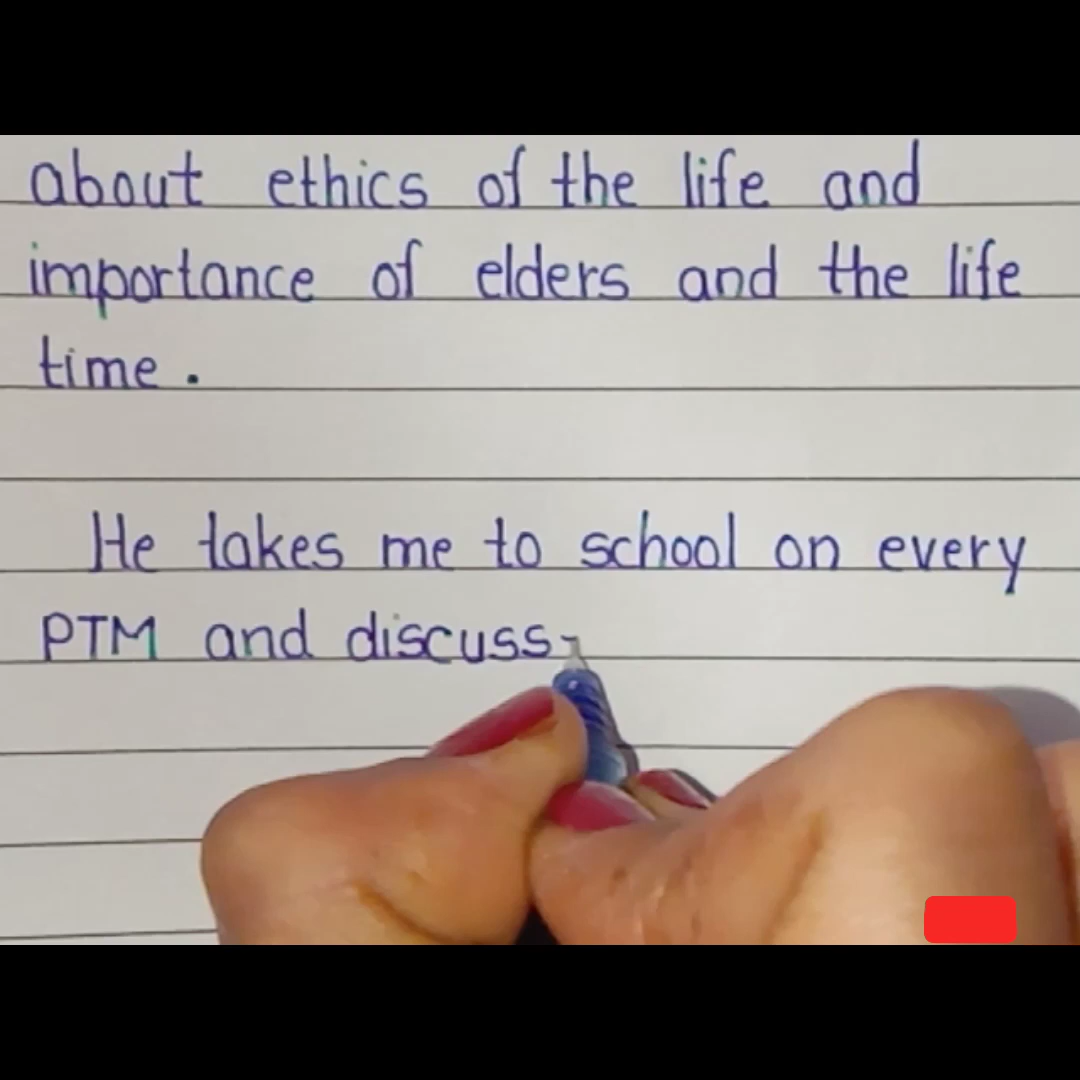 about ethics of the life and
importance of elders and the life
time .
He takes me to school on every
PTM and discuss